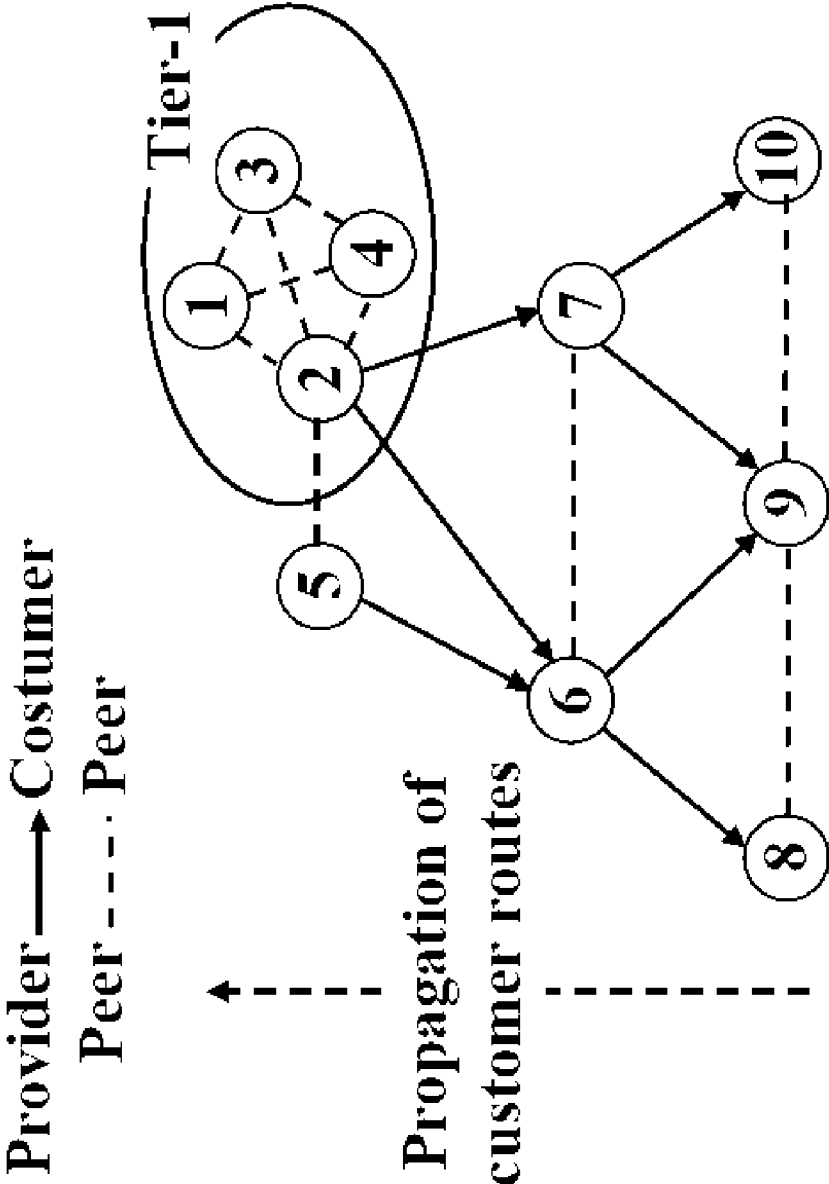 Provider Costumer
Peer Peer
Tier-1
Propagation of
customer routes
1
3
2
4
5
6
7
8
9
10